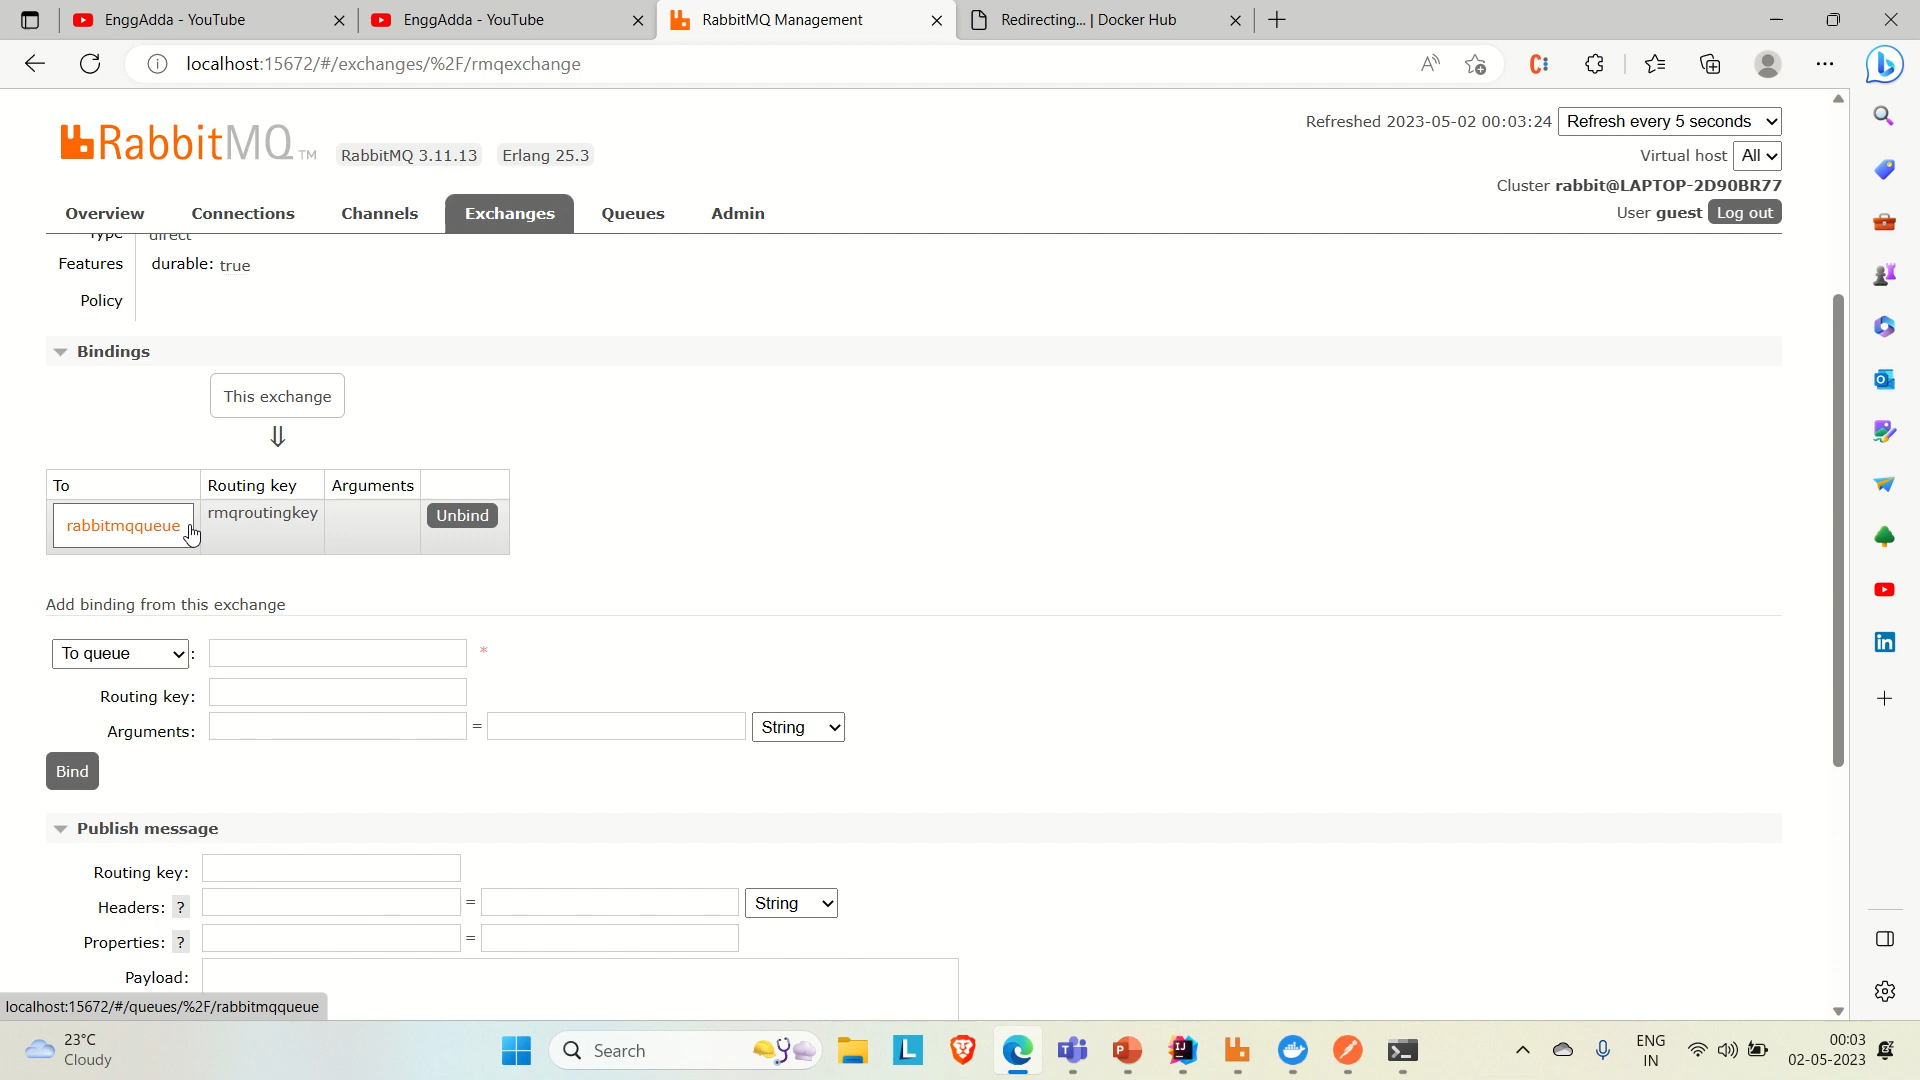 EnggAdda - YouTube
EnggAdda - YouTube
RabbitMQ Management
Redirecting... | Docker Hub
localhost:15672/#/exchanges/%2F/rmqexchange
RabbitMQ TM
RabbitMQ 3.11.13
Erlang 25.3
Refreshed 2023-05-02 00:03:24
Refresh every 5 seconds
Virtual host All
Cluster rabbit@LAPTOP-2D90BR77
User guest Log out
Overview
Connections
Channels
Exchanges
Queues
Admin
Type direct
Features durable: true
Policy
Bindings
This exchange
⇓
To Routing key Arguments
rabbitmqqueue rmqroutingkey Unbind
Add binding from this exchange
To queue : *
Routing key:
Arguments: = String
Bind
Publish message
Routing key:
Headers: ? = String
Properties: ? =
Payload:
localhost:15672/#/queues/%2F/rabbitmqqueue
23°C
Cloudy
Search
ENG
IN
00:03
02-05-2023